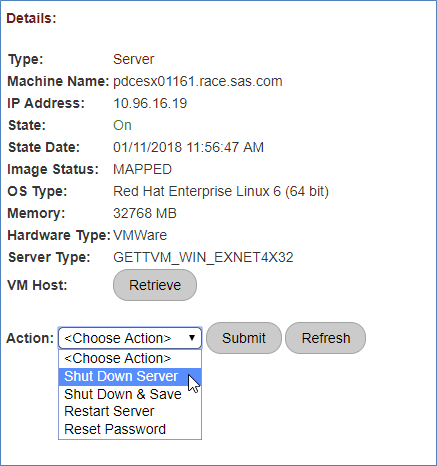 Details:
Type: Server
Machine Name: pdcesx01161.race.sas.com
IP Address: 10.96.16.19
State: On
State Date: 01/11/2018 11:56:47 AM
Image Status: MAPPED
OS Type: Red Hat Enterprise Linux 6 (64 bit)
Memory: 32768 MB
Hardware Type: VMWare
Server Type: GETTVM_WIN_EXNET4X32
VM Host: Retrieve
Action: <Choose Action> Submit Refresh
<Choose Action>
Shut Down Server
Shut Down & Save
Restart Server
Reset Password